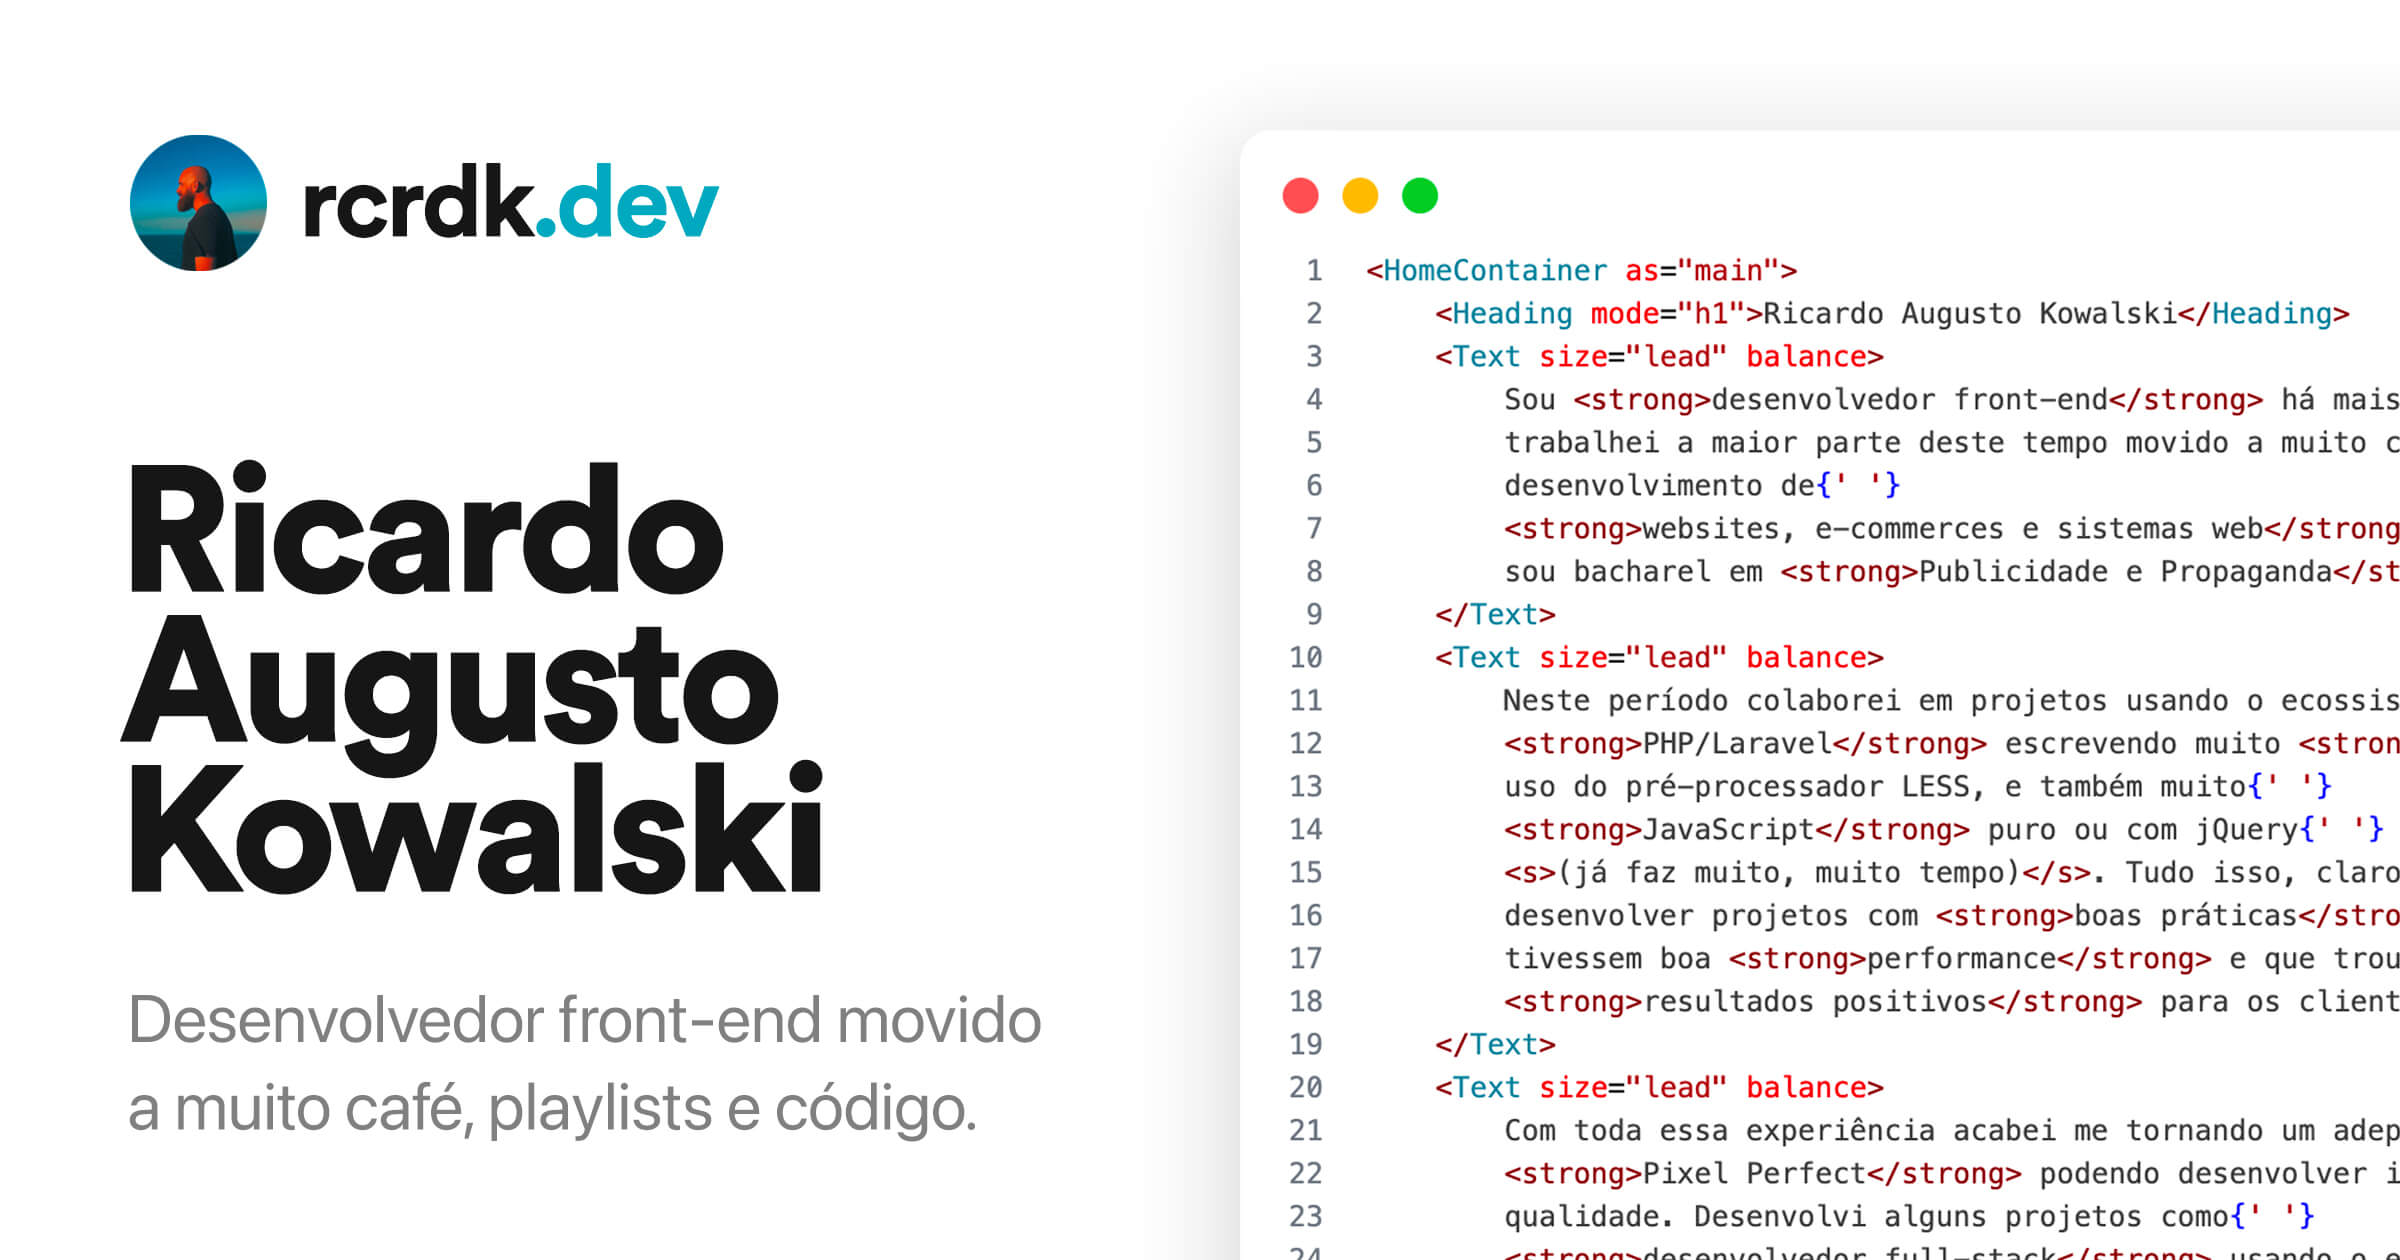 rcrdk.dev
Ricardo
Augusto
Kowalski
Desenvolvedor front-end movido
a muito café, playlists e código.
1 <HomeContainer as="main">
2 <Heading mode="h1">Ricardo Augusto Kowalski</Heading>
3 <Text size="lead" balance>
4 Sou <strong>desenvolvedor front-end</strong> há mais
5 trabalhei a maior parte deste tempo movido a muito c
6 desenvolvimento de{' '}
7 <strong>websites, e-commerces e sistemas web</strong
8 sou bacharel em <strong>Publicidade e Propaganda</st
9 </Text>
10 <Text size="lead" balance>
11 Neste período colaborei em projetos usando o ecossis
12 <strong>PHP/Laravel</strong> escrevendo muito <stron
13 uso do pré-processador LESS, e também muito{' '}
14 <strong>JavaScript</strong> puro ou com jQuery{' '}
15 <s>(já faz muito, muito tempo)</s>. Tudo isso, claro
16 desenvolver projetos com <strong>boas práticas</stro
17 tivessem boa <strong>performance</strong> e que trou
18 <strong>resultados positivos</strong> para os client
19 </Text>
20 <Text size="lead" balance>
21 Com toda essa experiência acabei me tornando um adep
22 <strong>Pixel Perfect</strong> podendo desenvolver i
23 qualidade. Desenvolvi alguns projetos como{' '}
24 <strong>desenvolvedor full-stack</strong> usando o e